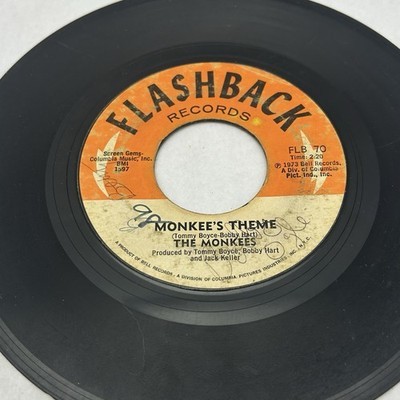 FLASHBACK
RECORDS
Screen Gems-
Columbia Music, Inc.
BMI
1597
FLB 70
Time: 2:20
Ⓟ 1973 Bell Records,
A Div. of Columbia
Pict. Ind., Inc.
MONKEE'S THEME
(Tommy Boyce-Bobby Hart)
THE MONKEES
Produced by Tommy Boyce, Bobby Hart
and Jack Keller
A PRODUCT OF BELL RECORDS, A DIVISION OF COLUMBIA PICTURES INDUSTRIES, INC.